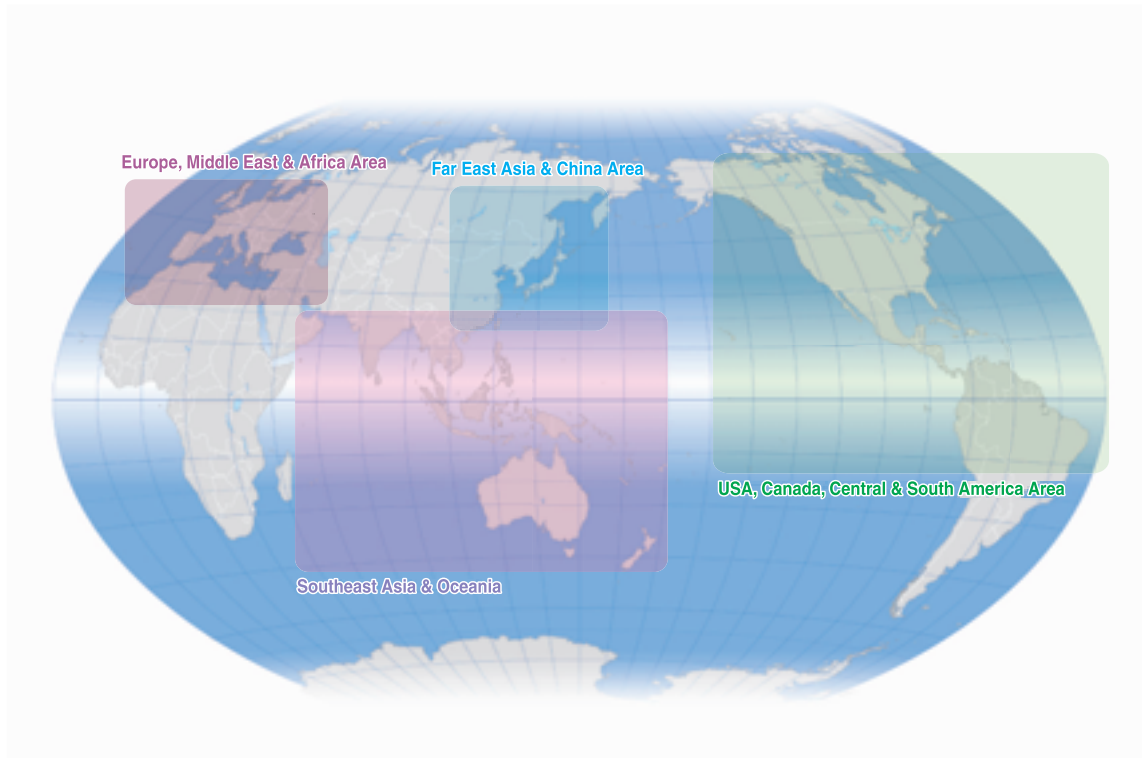 Europe, Middle East & Africa Area
Far East Asia & China Area
USA, Canada, Central & South America Area
Southeast Asia & Oceania